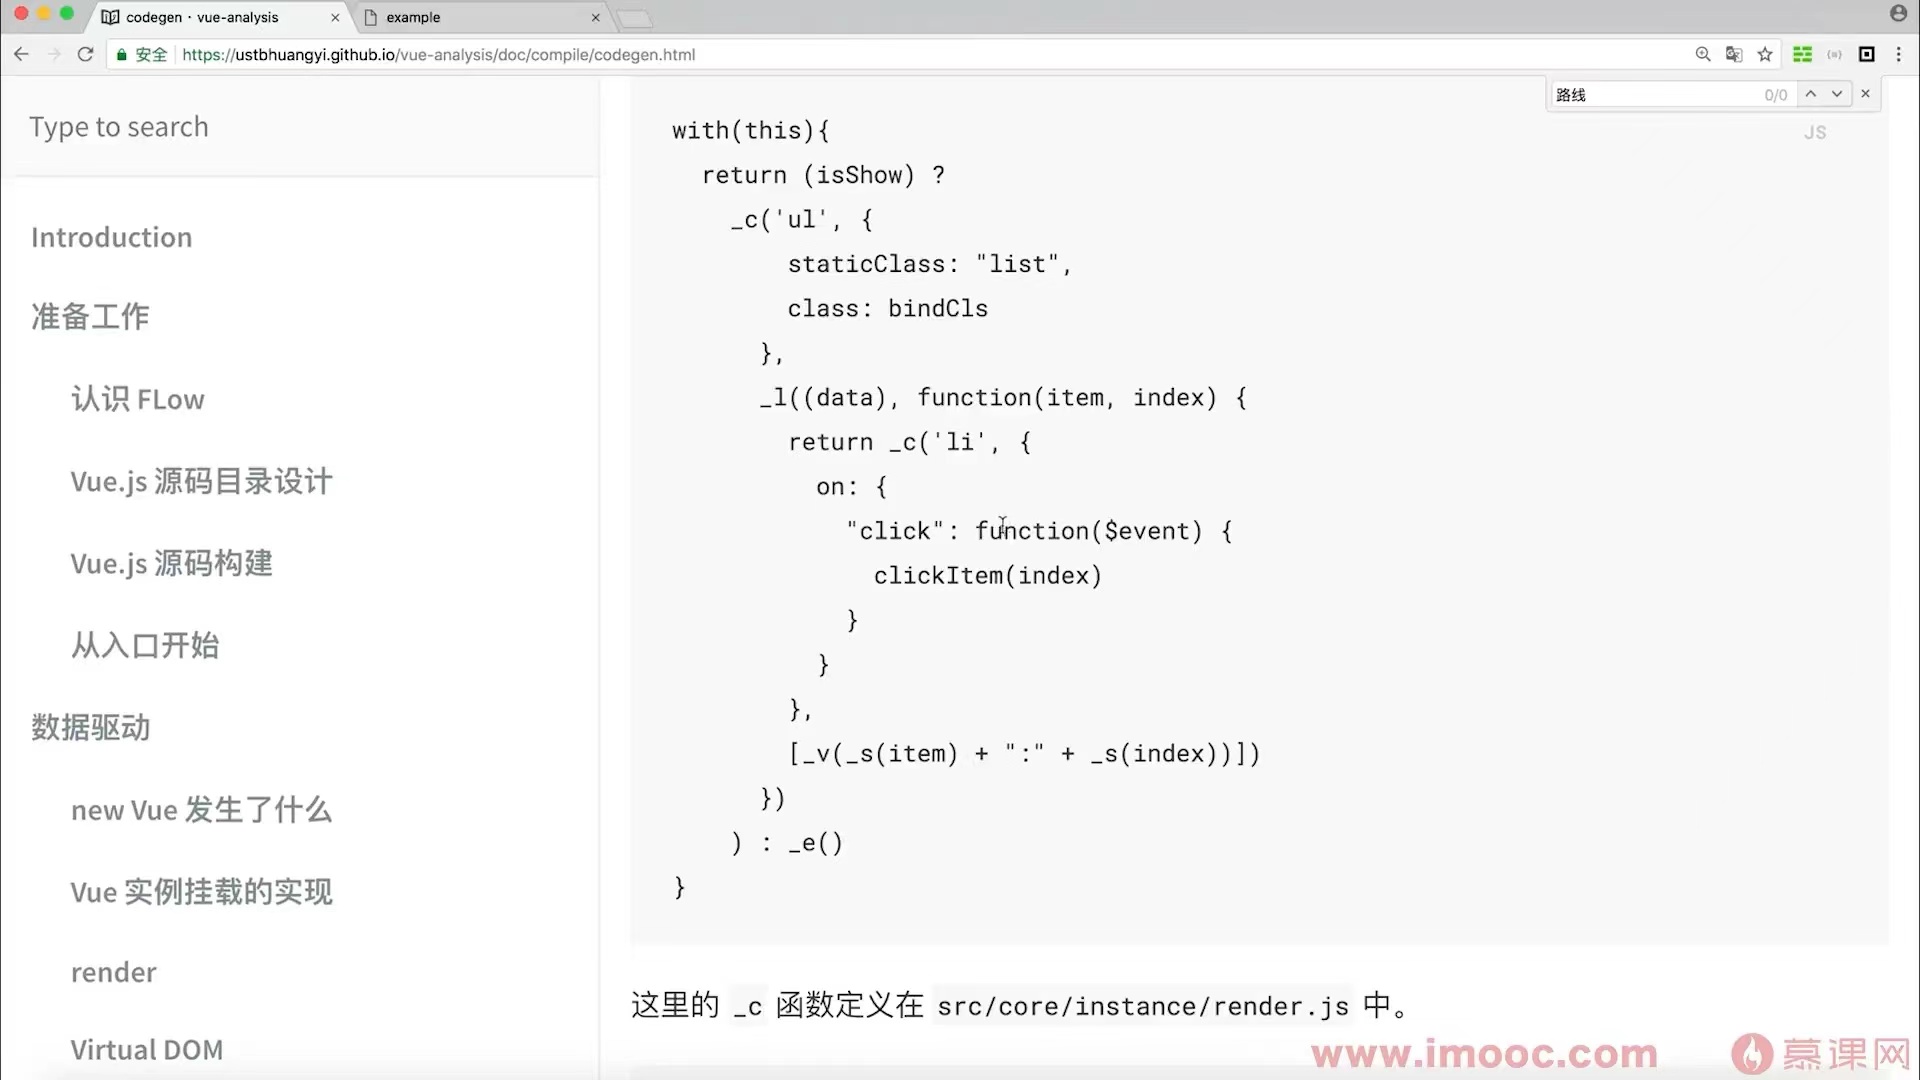 codegen · vue-analysis
example
安全
https://ustbhuangyi.github.io/vue-analysis/doc/compile/codegen.html
路线
0/0
Type to search
Introduction
准备工作
认识 FLow
Vue.js 源码目录设计
Vue.js 源码构建
从入口开始
数据驱动
new Vue 发生了什么
Vue 实例挂载的实现
render
Virtual DOM
JS
with(this){
return (isShow) ?
_c('ul', {
staticClass: "list",
class: bindCls
},
_l((data), function(item, index) {
return _c('li', {
on: {
"click": function($event) {
clickItem(index)
}
}
},
[_v(_s(item) + ":" + _s(index))])
})
) : _e()
}
这里的 _c 函数定义在 src/core/instance/render.js 中。
www.imooc.com
慕课网